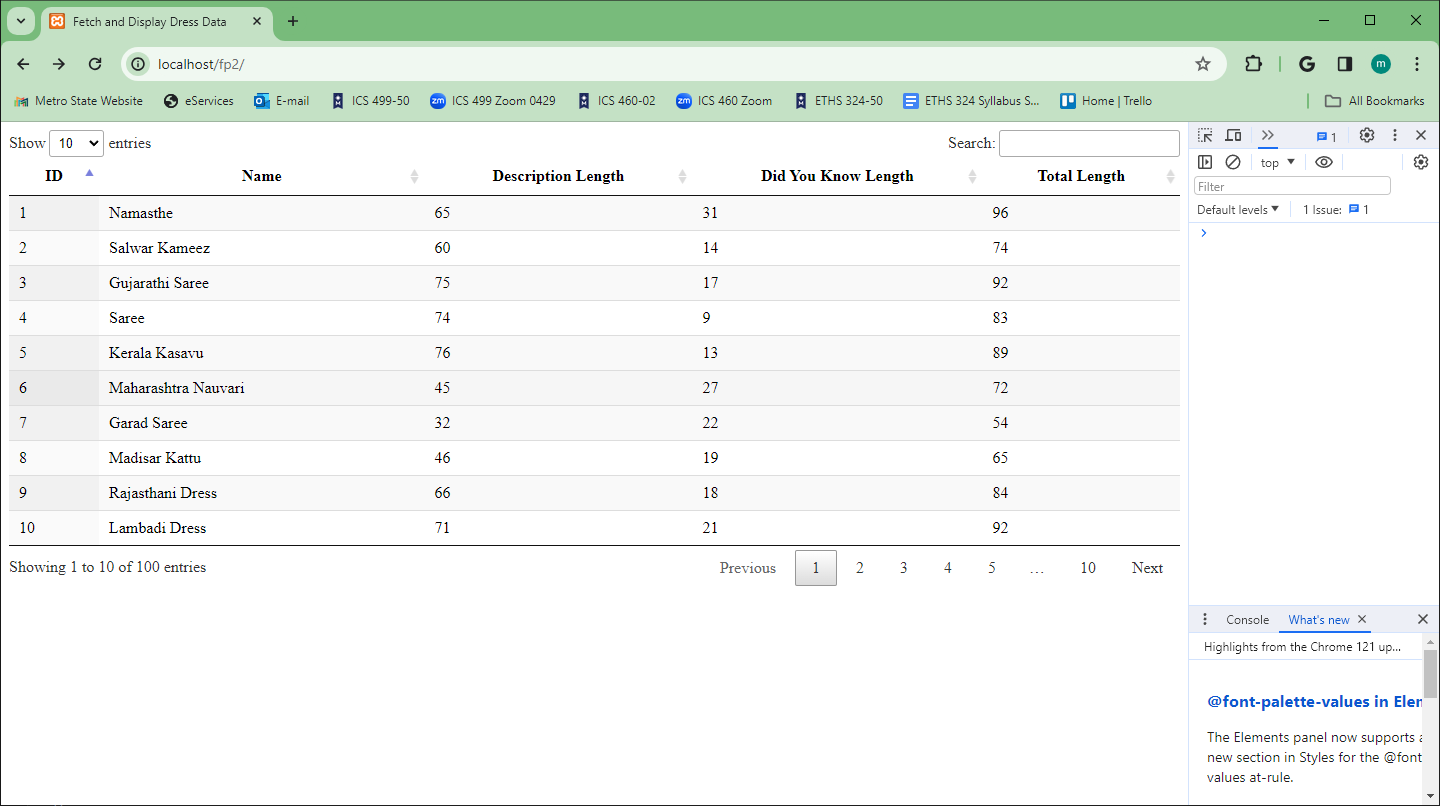 Fetch and Display Dress Data
localhost/fp2/
m
Metro State Website eServices E-mail ICS 499-50 ICS 499 Zoom 0429 ICS 460-02 ICS 460 Zoom ETHS 324-50 ETHS 324 Syllabus S... Home | Trello All Bookmarks
Show 10 entries Search:
ID Name Description Length Did You Know Length Total Length
1 Namasthe 65 31 96
2 Salwar Kameez 60 14 74
3 Gujarathi Saree 75 17 92
4 Saree 74 9 83
5 Kerala Kasavu 76 13 89
6 Maharashtra Nauvari 45 27 72
7 Garad Saree 32 22 54
8 Madisar Kattu 46 19 65
9 Rajasthani Dress 66 18 84
10 Lambadi Dress 71 21 92
Showing 1 to 10 of 100 entries Previous 1 2 3 4 5 … 10 Next
1
top
Filter
Default levels 1 Issue: 1
Console What's new
Highlights from the Chrome 121 up...
@font-palette-values in Elem
The Elements panel now supports a
new section in Styles for the @font
values at-rule.